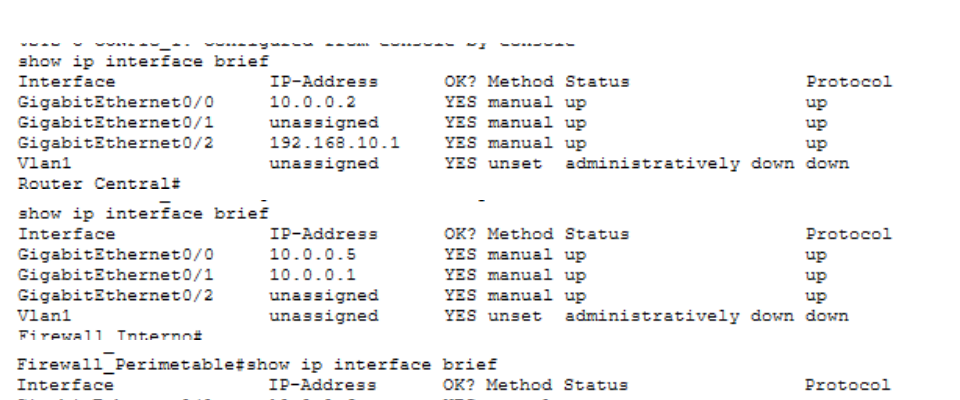 show ip interface brief
Interface IP-Address OK? Method Status Protocol
GigabitEthernet0/0 10.0.0.2 YES manual up up
GigabitEthernet0/1 unassigned YES manual up up
GigabitEthernet0/2 192.168.10.1 YES manual up up
Vlan1 unassigned YES unset administratively down down
Router Central#
show ip interface brief
Interface IP-Address OK? Method Status Protocol
GigabitEthernet0/0 10.0.0.5 YES manual up up
GigabitEthernet0/1 10.0.0.1 YES manual up up
GigabitEthernet0/2 unassigned YES manual up up
Vlan1 unassigned YES unset administratively down down
Firewall Interno#
Firewall_Perimetable#show ip interface brief
Interface IP-Address OK? Method Status Protocol